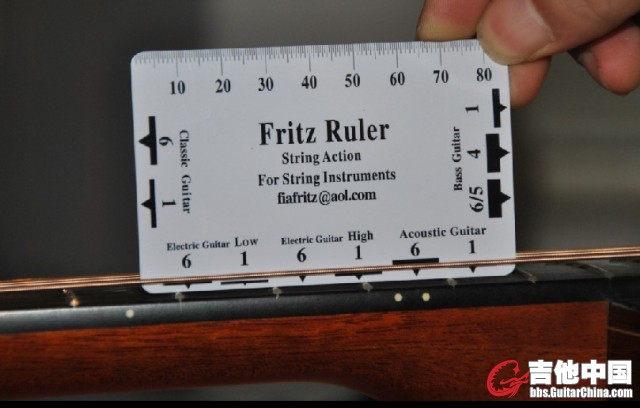 10 20 30 40 50 60 70 80
Fritz Ruler
String Action
For String Instruments
fiafritz@aol.com
Classic Guitar
6
1
Bass Guitar
1
4
6/5
Electric Guitar Low
6 1
Electric Guitar High
6 1
Acoustic Guitar
6 1
吉他中国
bbs.GuitarChina.com